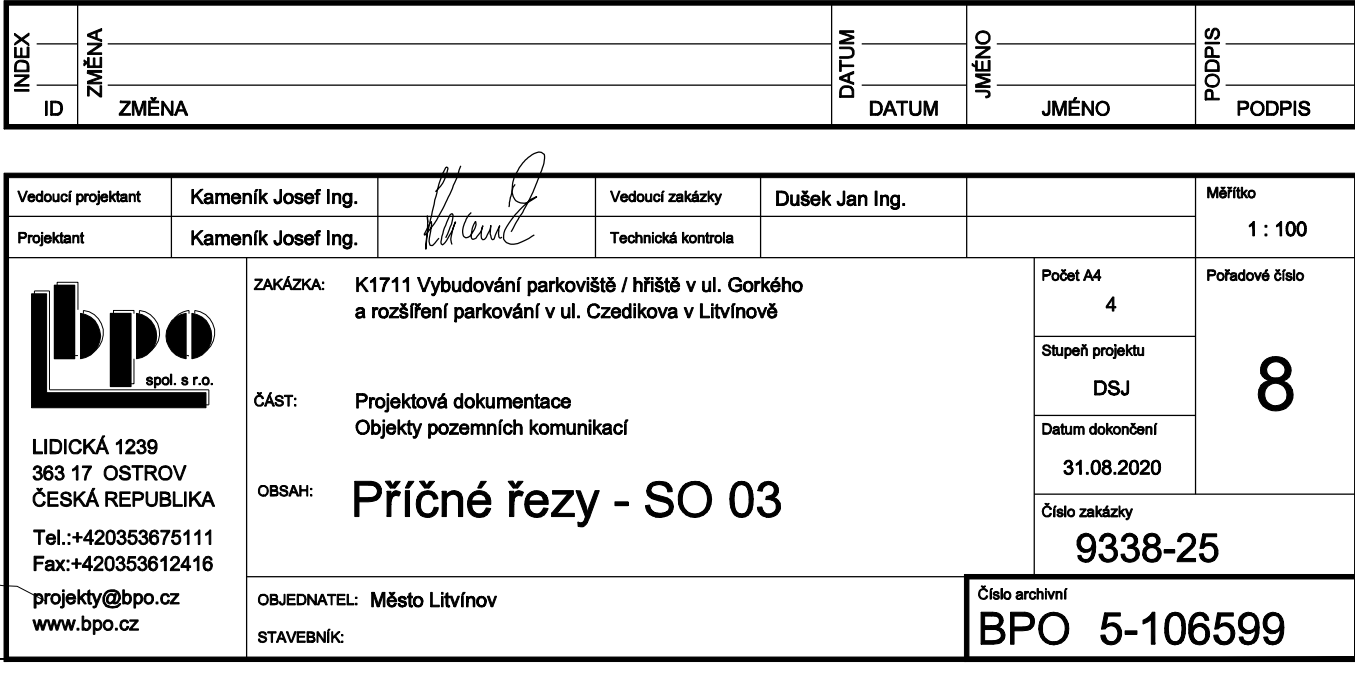 INDEX
ID
ZMĚNA
ZMĚNA
DATUM
DATUM
JMÉNO
JMÉNO
PODPIS
PODPIS
Vedoucí projektant
Kameník Josef Ing.
Vedoucí zakázky
Dušek Jan Ing.
Měřítko
1 : 100
Projektant
Kameník Josef Ing.
Technická kontrola
bpo
spol. s r.o.
LIDICKÁ 1239
363 17 OSTROV
ČESKÁ REPUBLIKA
Tel.:+420353675111
Fax:+420353612416
projekty@bpo.cz
www.bpo.cz
ZAKÁZKA: K1711 Vybudování parkoviště / hřiště v ul. Gorkého
a rozšíření parkování v ul. Czedikova v Litvínově
ČÁST: Projektová dokumentace
Objekty pozemních komunikací
OBSAH: Příčné řezy - SO 03
OBJEDNATEL: Město Litvínov
STAVEBNÍK:
Počet A4
4
Stupeň projektu
DSJ
Datum dokončení
31.08.2020
Pořadové číslo
8
Číslo zakázky
9338-25
Číslo archivní
BPO 5-106599